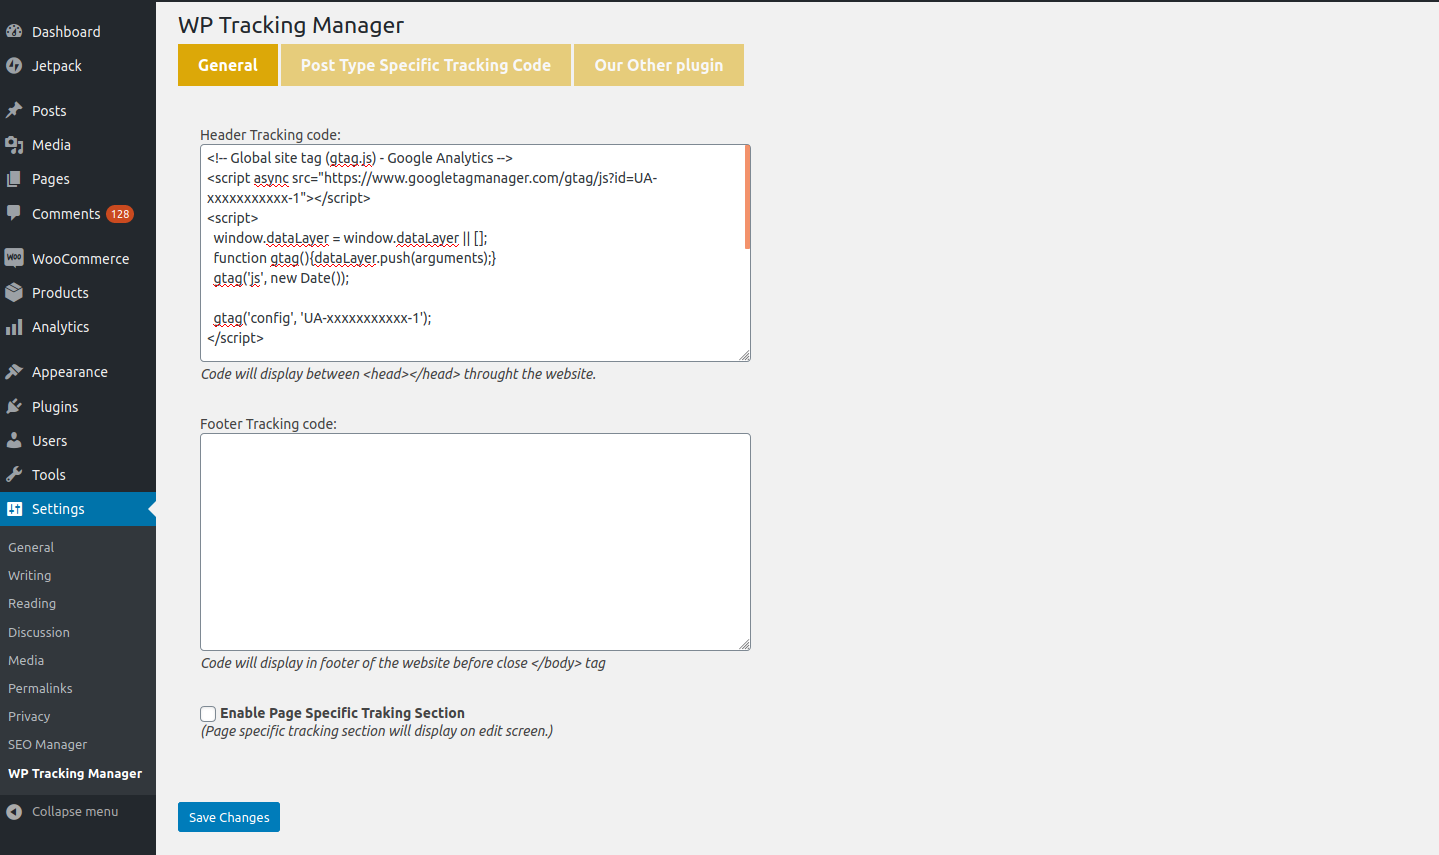 Dashboard
Jetpack
Posts
Media
Pages
Comments 128
WooCommerce
Products
Analytics
Appearance
Plugins
Users
Tools
Settings
General
Writing
Reading
Discussion
Media
Permalinks
Privacy
SEO Manager
WP Tracking Manager
Collapse menu
WP Tracking Manager
General
Post Type Specific Tracking Code
Our Other plugin
Header Tracking code:
<!-- Global site tag (gtag.js) - Google Analytics -->
<script async src="https://www.googletagmanager.com/gtag/js?id=UA-
xxxxxxxxxxx-1"></script>
<script>
window.dataLayer = window.dataLayer || [];
function gtag(){dataLayer.push(arguments);}
gtag('js', new Date());
gtag('config', 'UA-xxxxxxxxxxx-1');
</script>
Code will display between <head></head> throught the website.
Footer Tracking code:
Code will display in footer of the website before close </body> tag
Enable Page Specific Traking Section
(Page specific tracking section will display on edit screen.)
Save Changes